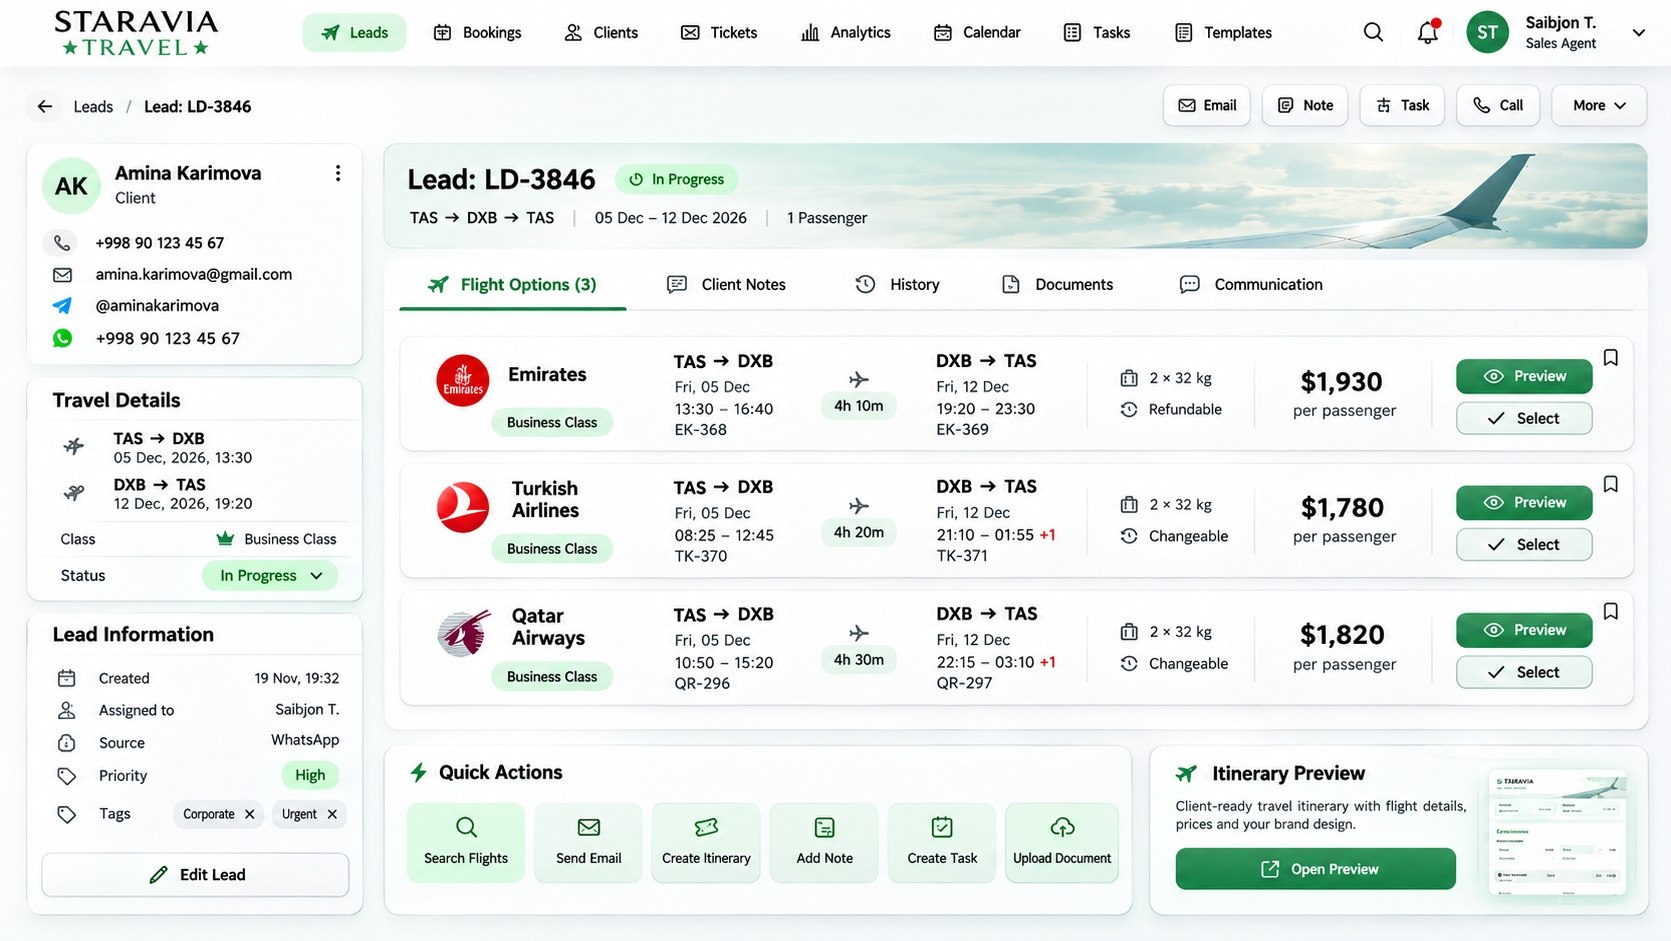 STARAVIA
TRAVEL
Leads
Bookings
Clients
Tickets
Analytics
Calendar
Tasks
Templates
ST
Saibjon T.
Sales Agent
Leads / Lead: LD-3846
Email
Note
Task
Call
More
AK
Amina Karimova
Client
+998 90 123 45 67
amina.karimova@gmail.com
@aminakarimova
+998 90 123 45 67
Travel Details
TAS → DXB
05 Dec, 2026, 13:30
DXB → TAS
12 Dec, 2026, 19:20
Class Business Class
Status In Progress
Lead Information
Created 19 Nov, 19:32
Assigned to Saibjon T.
Source WhatsApp
Priority High
Tags Corporate × Urgent ×
Edit Lead
Lead: LD-3846
In Progress
TAS → DXB → TAS | 05 Dec – 12 Dec 2026 | 1 Passenger
Flight Options (3)
Client Notes
History
Documents
Communication
Emirates
Emirates
Business Class
TAS → DXB
Fri, 05 Dec
13:30 – 16:40
EK-368
4h 10m
DXB → TAS
Fri, 12 Dec
19:20 – 23:30
EK-369
2 × 32 kg
Refundable
$1,930
per passenger
Preview
Select
Turkish
Airlines
Business Class
TAS → DXB
Fri, 05 Dec
08:25 – 12:45
TK-370
4h 20m
DXB → TAS
Fri, 12 Dec
21:10 – 01:55 +1
TK-371
2 × 32 kg
Changeable
$1,780
per passenger
Preview
Select
Qatar
Airways
Business Class
TAS → DXB
Fri, 05 Dec
10:50 – 15:20
QR-296
4h 30m
DXB → TAS
Fri, 12 Dec
22:15 – 03:10 +1
QR-297
2 × 32 kg
Changeable
$1,820
per passenger
Preview
Select
Quick Actions
Search Flights
Send Email
Create Itinerary
Add Note
Create Task
Upload Document
Itinerary Preview
Client-ready travel itinerary with flight details,
prices and your brand design.
Open Preview